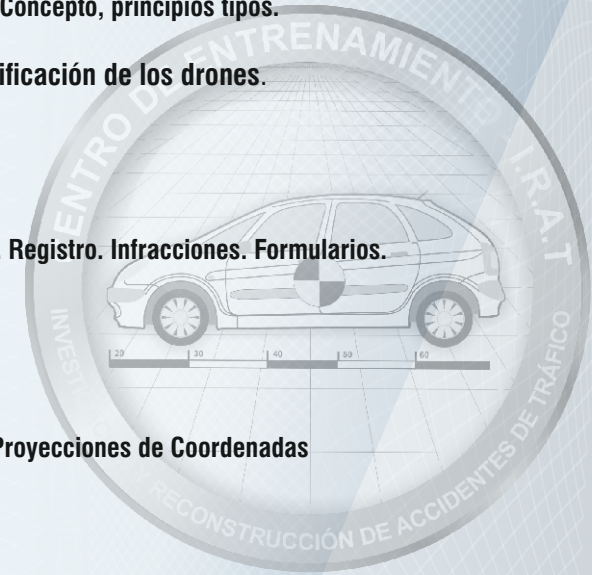 Concepto, principios tipos.
ificación de los drones.
ENTRO DE ENTRENAMIENTO I.R.A.T
. Registro. Infracciones. Formularios.
20 30 40 50 60
Proyecciones de Coordenadas
INVEST Y RECONSTRUCCIÓN DE ACCIDENTES DE TRÁFICO